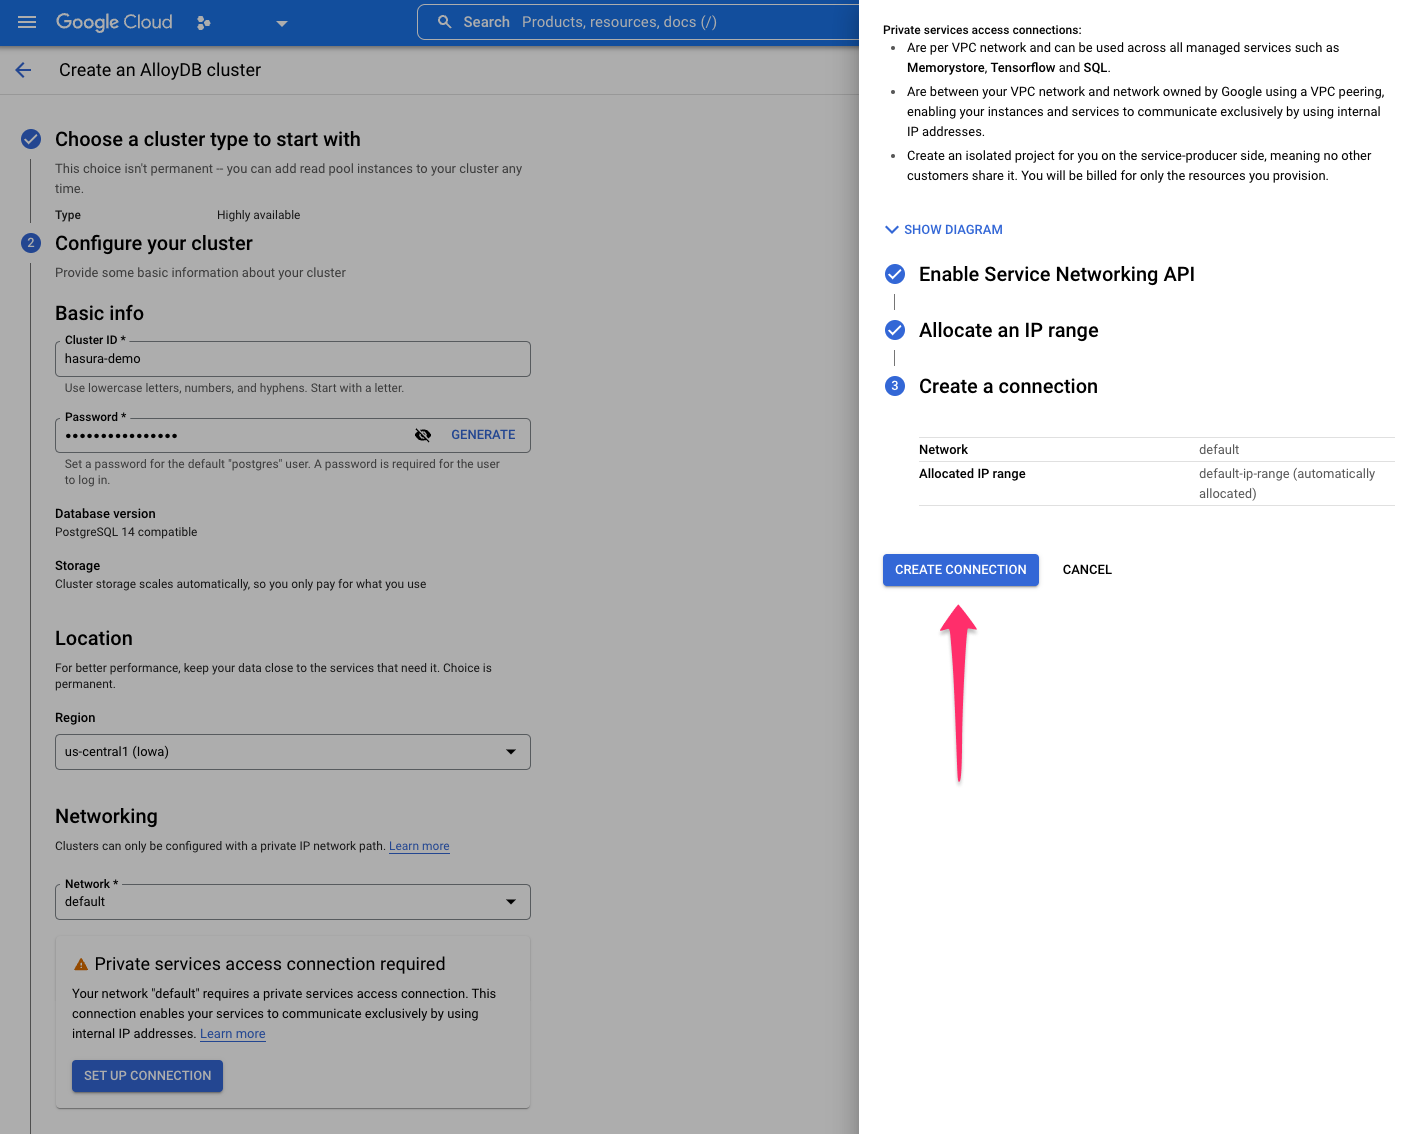 Google Cloud
Search Products, resources, docs (/)
Create an AlloyDB cluster
Choose a cluster type to start with
This choice isn't permanent – you can add read pool instances to your cluster any
time.
Type Highly available
2 Configure your cluster
Provide some basic information about your cluster
Basic info
Cluster ID *
hasura-demo
Use lowercase letters, numbers, and hyphens. Start with a letter.
Password *
•••••••••••••••• GENERATE
Set a password for the default "postgres" user. A password is required for the user
to log in.
Database version
PostgreSQL 14 compatible
Storage
Cluster storage scales automatically, so you only pay for what you use
Location
For better performance, keep your data close to the services that need it. Choice is
permanent.
Region
us-central1 (Iowa)
Networking
Clusters can only be configured with a private IP network path. Learn more
Network *
default
Private services access connection required
Your network "default" requires a private services access connection. This
connection enables your services to communicate exclusively by using
internal IP addresses. Learn more
SET UP CONNECTION
Private services access connections:
• Are per VPC network and can be used across all managed services such as
Memorystore, Tensorflow and SQL.
• Are between your VPC network and network owned by Google using a VPC peering,
enabling your instances and services to communicate exclusively by using internal
IP addresses.
• Create an isolated project for you on the service-producer side, meaning no other
customers share it. You will be billed for only the resources you provision.
SHOW DIAGRAM
Enable Service Networking API
Allocate an IP range
3 Create a connection
Network default
Allocated IP range default-ip-range (automatically
allocated)
CREATE CONNECTION CANCEL